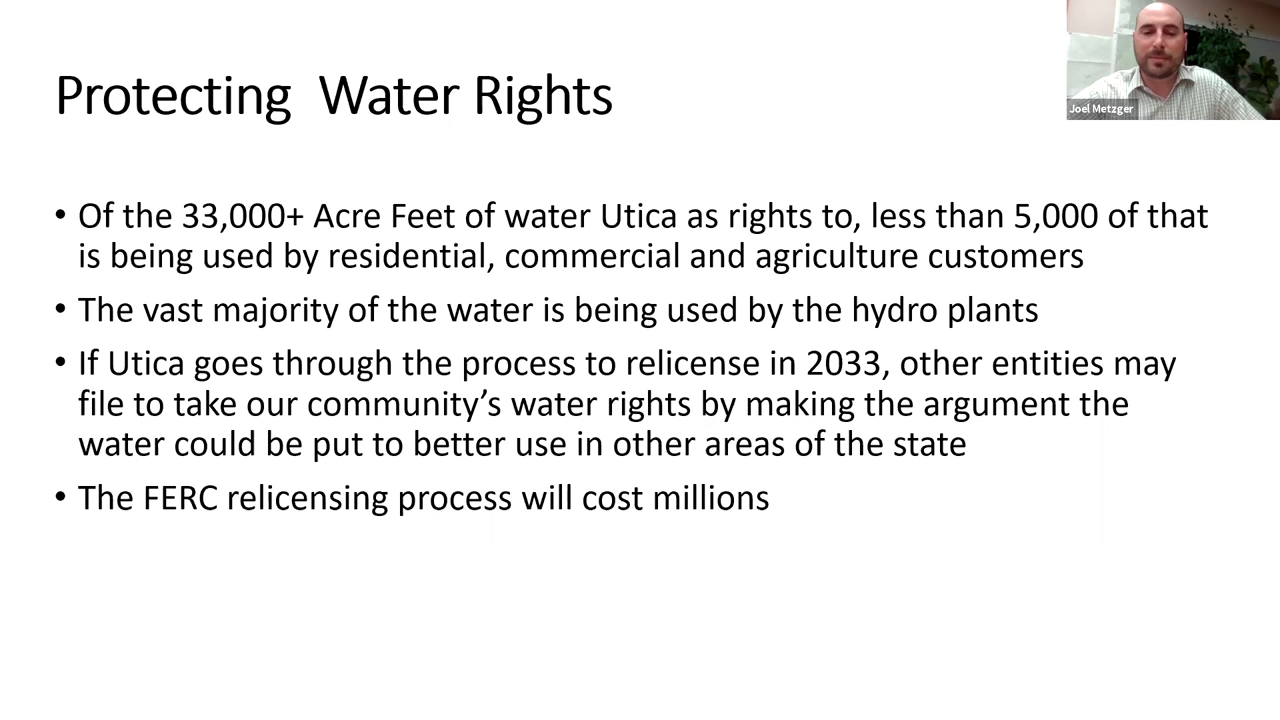 Protecting Water Rights
Joel Metzger
• Of the 33,000+ Acre Feet of water Utica as rights to, less than 5,000 of that
is being used by residential, commercial and agriculture customers
• The vast majority of the water is being used by the hydro plants
• If Utica goes through the process to relicense in 2033, other entities may
file to take our community’s water rights by making the argument the
water could be put to better use in other areas of the state
• The FERC relicensing process will cost millions